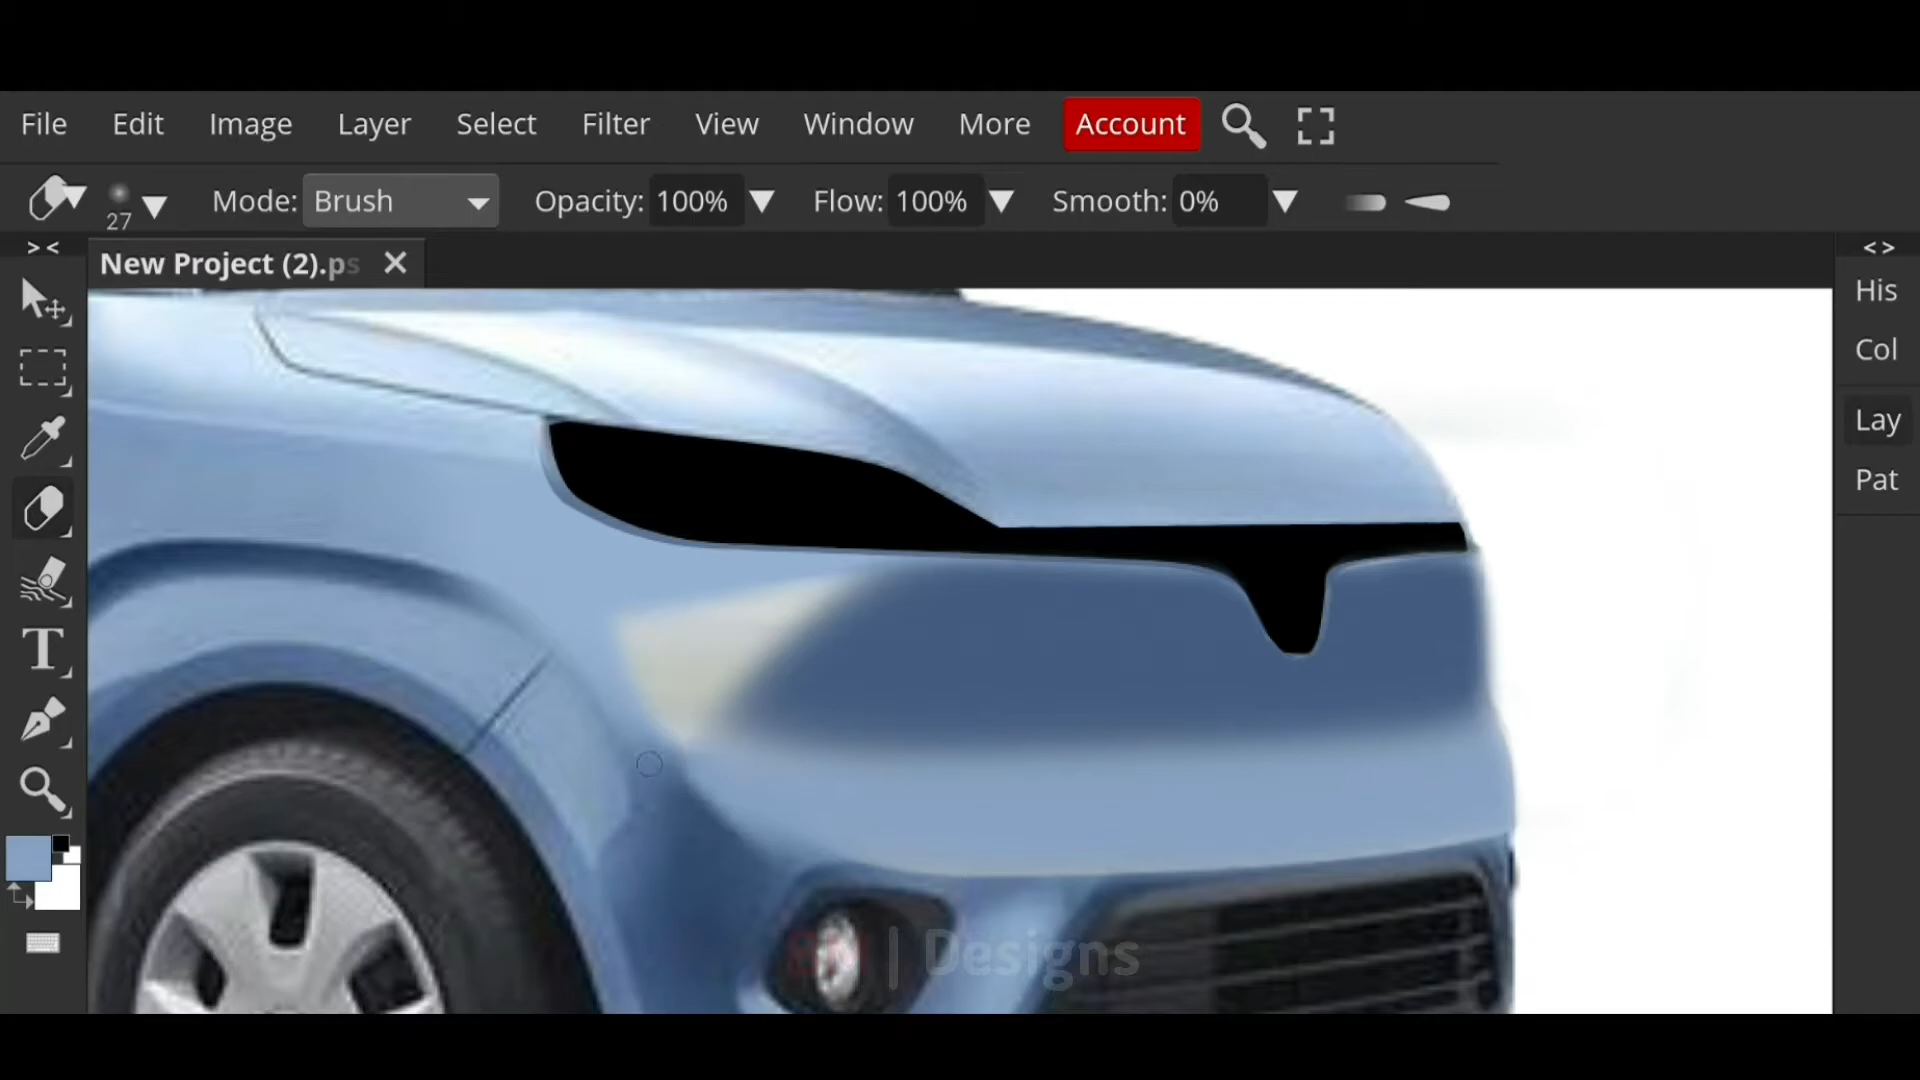 File Edit Image Layer Select Filter View Window More Account
27 Mode: Brush Opacity: 100% Flow: 100% Smooth: 0%
> < New Project (2).ps < >
His
Col
Lay
Pat
T
8M | Designs